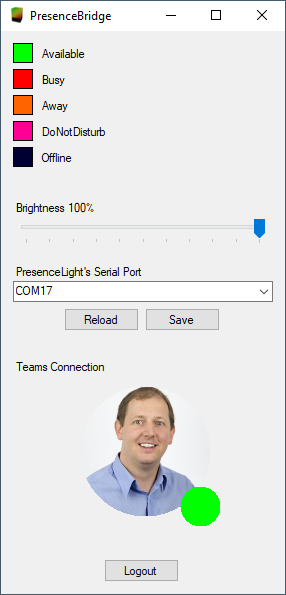 PresenceBridge
Available
Busy
Away
DoNotDisturb
Offline
Brightness 100%
PresenceLight's Serial Port
COM17
Reload Save
Teams Connection
Logout